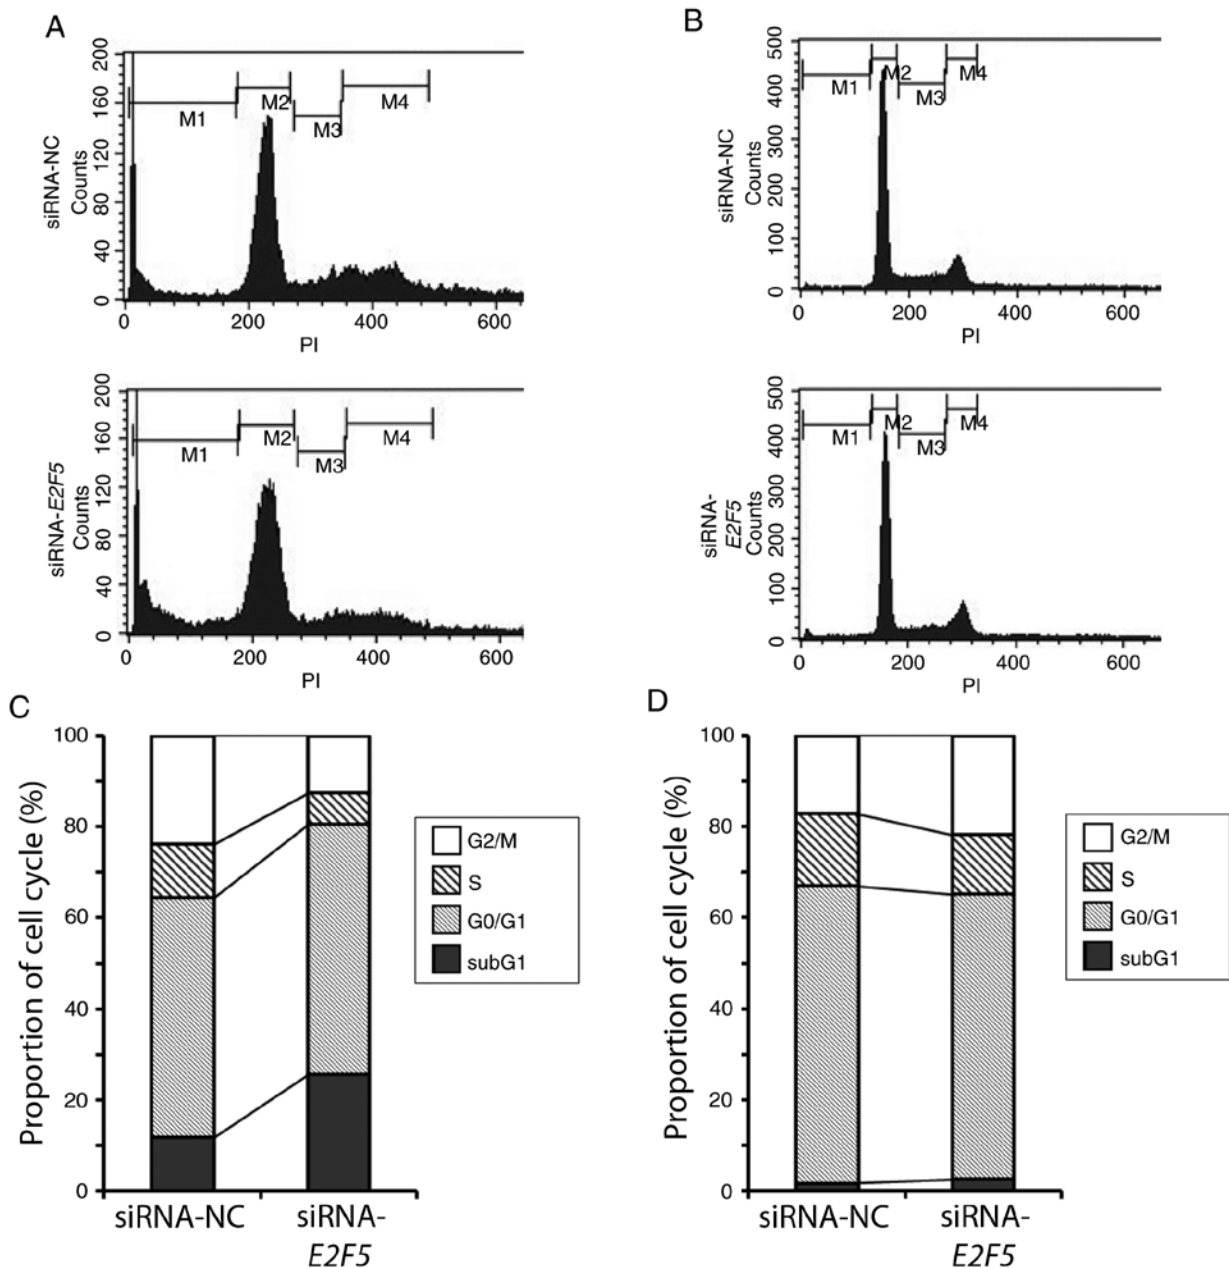 A
siRNA-NC
Counts
200
160
120
80
40
0
M1
M2
M3
M4
0
200
400
600
PI
B
siRNA-NC
Counts
500
400
300
200
100
0
M1
M2
M3
M4
0
200
400
600
PI
siRNA-E2F5
Counts
200
160
120
80
40
0
M1
M2
M3
M4
0
200
400
600
PI
siRNA-
E2F5
Counts
500
400
300
200
100
0
M1
M2
M3
M4
0
200
400
600
PI
C
Proportion of cell cycle (%)
100
80
60
40
20
0
G2/M
S
G0/G1
subG1
siRNA-NC
siRNA-
E2F5
D
Proportion of cell cycle (%)
100
80
60
40
20
0
G2/M
S
G0/G1
subG1
siRNA-NC
siRNA-
E2F5